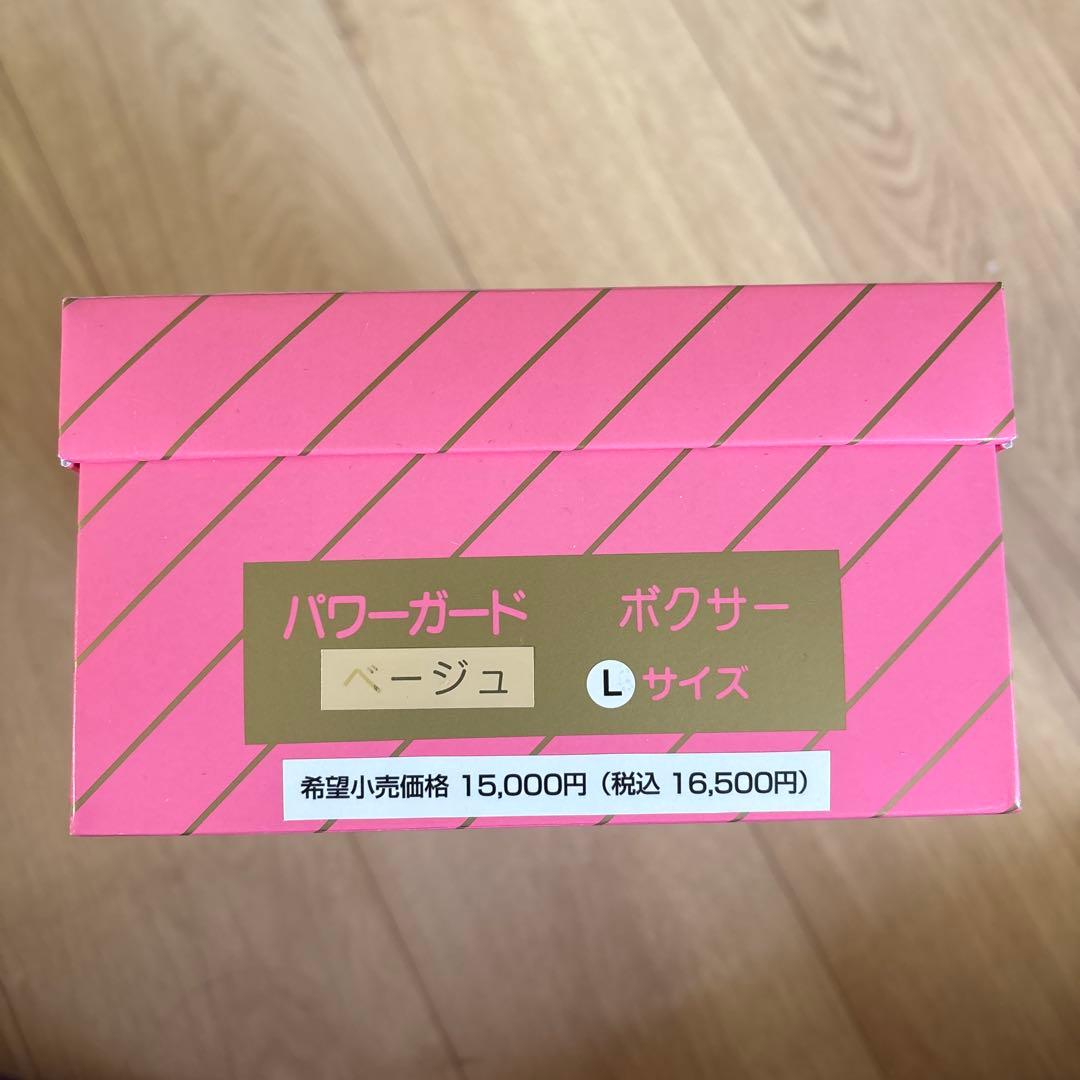 パワーガード ボクサー
ベージュ Lサイズ
希望小売価格 15,000円（税込 16,500円）